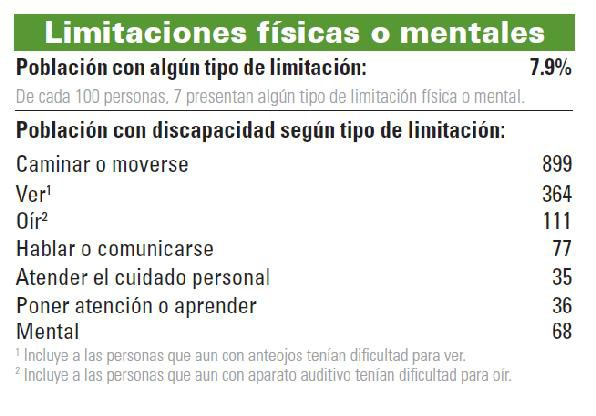 Limitaciones físicas o mentales
Población con algún tipo de limitación: 7.9%
De cada 100 personas, 7 presentan algún tipo de limitación física o mental.
Población con discapacidad según tipo de limitación:
Caminar o moverse 899
Ver¹ 364
Oír² 111
Hablar o comunicarse 77
Atender el cuidado personal 35
Poner atención o aprender 36
Mental 68
¹ Incluye a las personas que aun con anteojos tenían dificultad para ver.
² Incluye a las personas que aun con aparato auditivo tenían dificultad para oír.